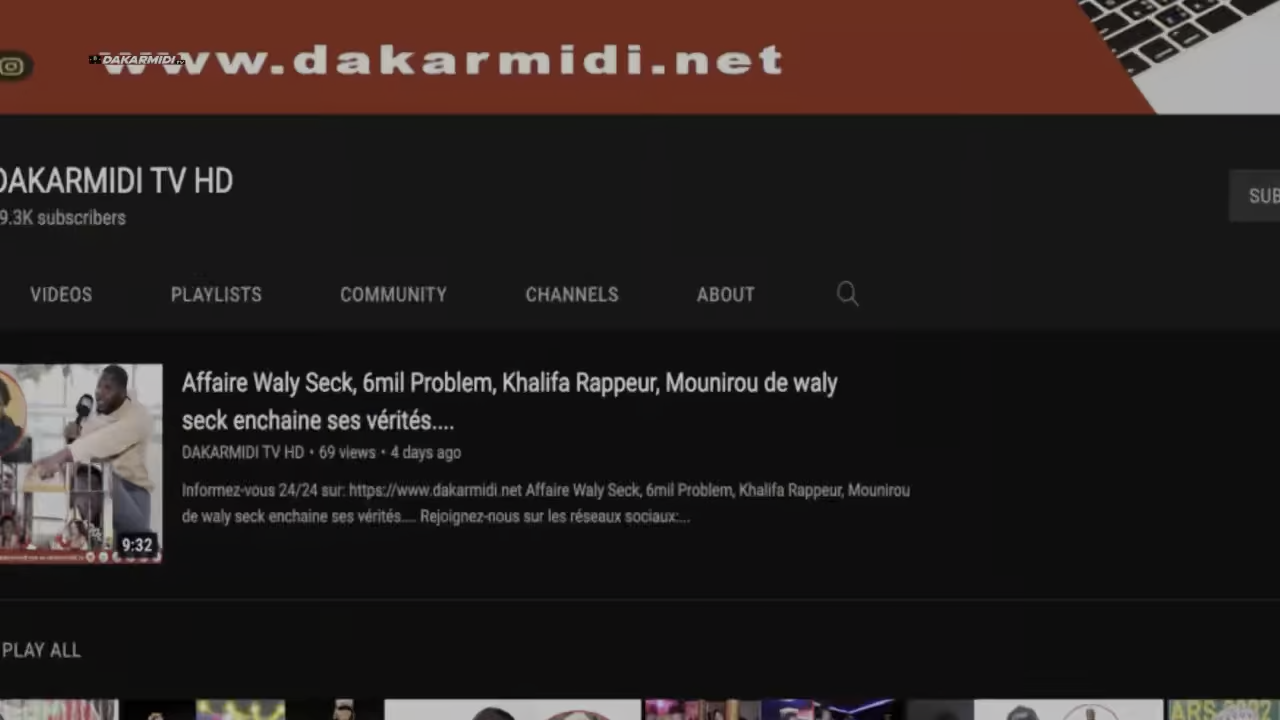 www.dakarmidi.net
DAKARMIDI
DAKARMIDI TV HD
9.3K subscribers
SUB
VIDEOS PLAYLISTS COMMUNITY CHANNELS ABOUT
Affaire Waly Seck, 6mil Problem, Khalifa Rappeur, Mounirou de waly
seck enchaine ses vérités....
DAKARMIDI TV HD • 69 views • 4 days ago
Informez-vous 24/24 sur: https://www.dakarmidi.net Affaire Waly Seck, 6mil Problem, Khalifa Rappeur, Mounirou
de waly seck enchaine ses vérités.... Rejoignez-nous sur les réseaux sociaux:...
9:32
PLAY ALL